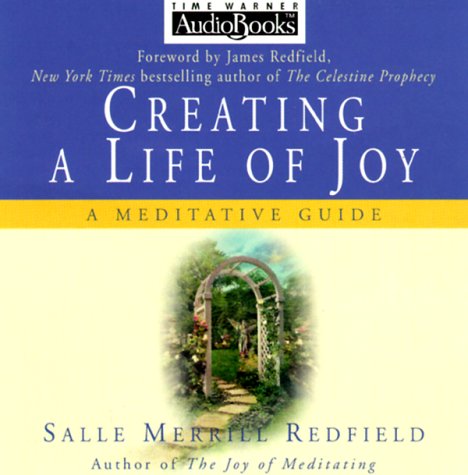 TIME WARNER
AudioBooks™
Foreword by James Redfield,
New York Times bestselling author of The Celestine Prophecy
CREATING
A LIFE OF JOY
A MEDITATIVE GUIDE
SALLE MERRILL REDFIELD
Author of The Joy of Meditating